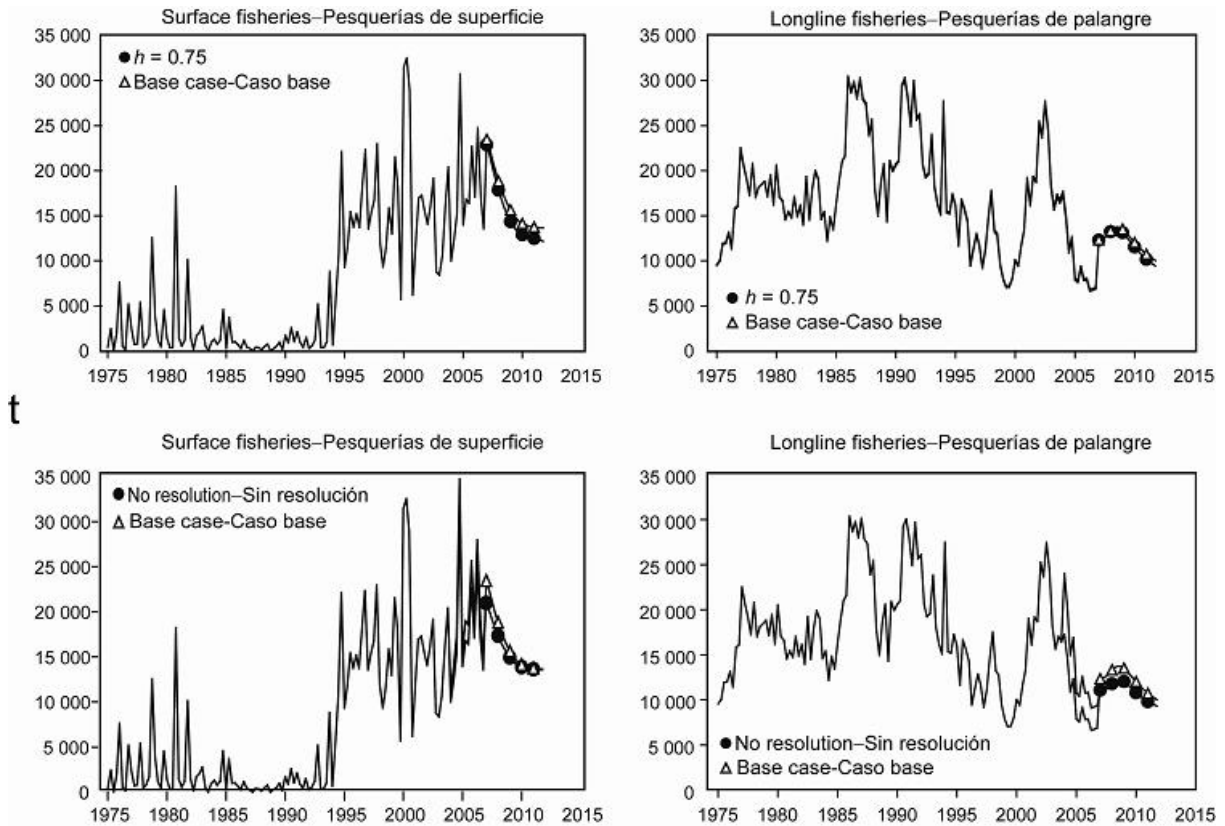 Surface fisheries–Pesquerías de superficie
35 000
30 000
25 000
20 000
15 000
10 000
5 000
0
h = 0.75
Base case-Caso base
1975 1980 1985 1990 1995 2000 2005 2010 2015
Longline fisheries–Pesquerías de palangre
35 000
30 000
25 000
20 000
15 000
10 000
5 000
0
h = 0.75
Base case-Caso base
1975 1980 1985 1990 1995 2000 2005 2010 2015
t
Surface fisheries–Pesquerías de superficie
35 000
30 000
25 000
20 000
15 000
10 000
5 000
0
No resolution–Sin resolución
Base case-Caso base
1975 1980 1985 1990 1995 2000 2005 2010 2015
Longline fisheries–Pesquerías de palangre
35 000
30 000
25 000
20 000
15 000
10 000
5 000
0
No resolution–Sin resolución
Base case-Caso base
1975 1980 1985 1990 1995 2000 2005 2010 2015